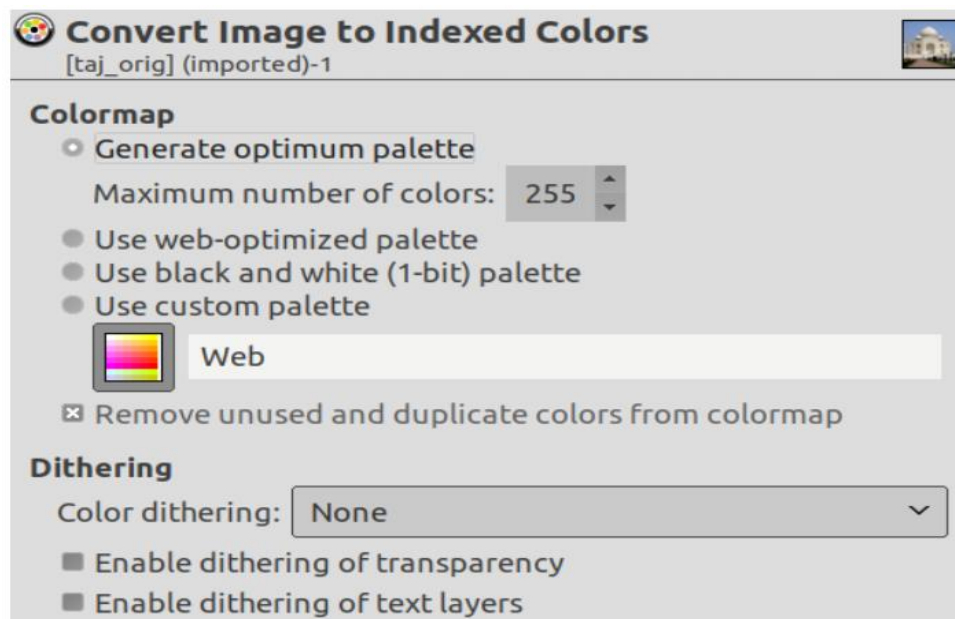 Convert Image to Indexed Colors
[taj_orig] (imported)-1
Colormap
Generate optimum palette
Maximum number of colors: 255
Use web-optimized palette
Use black and white (1-bit) palette
Use custom palette
Web
Remove unused and duplicate colors from colormap
Dithering
Color dithering: None
Enable dithering of transparency
Enable dithering of text layers